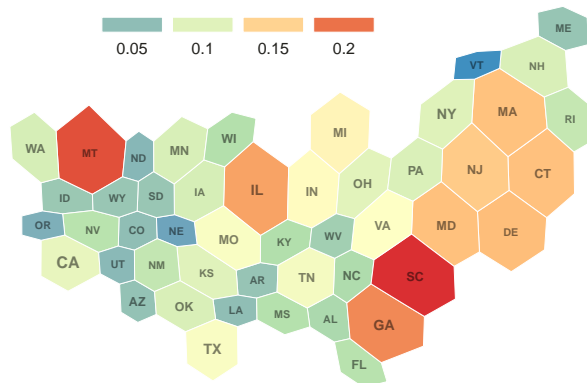 0.05 0.1 0.15 0.2
ME
VT NH
MA RI
NY
WA MT ND MN WI MI
PA NJ CT
ID WY SD IA IL IN OH
OR NV CO NE MO KY WV VA MD DE
CA UT NM KS AR TN NC SC
AZ OK LA MS AL GA
TX FL